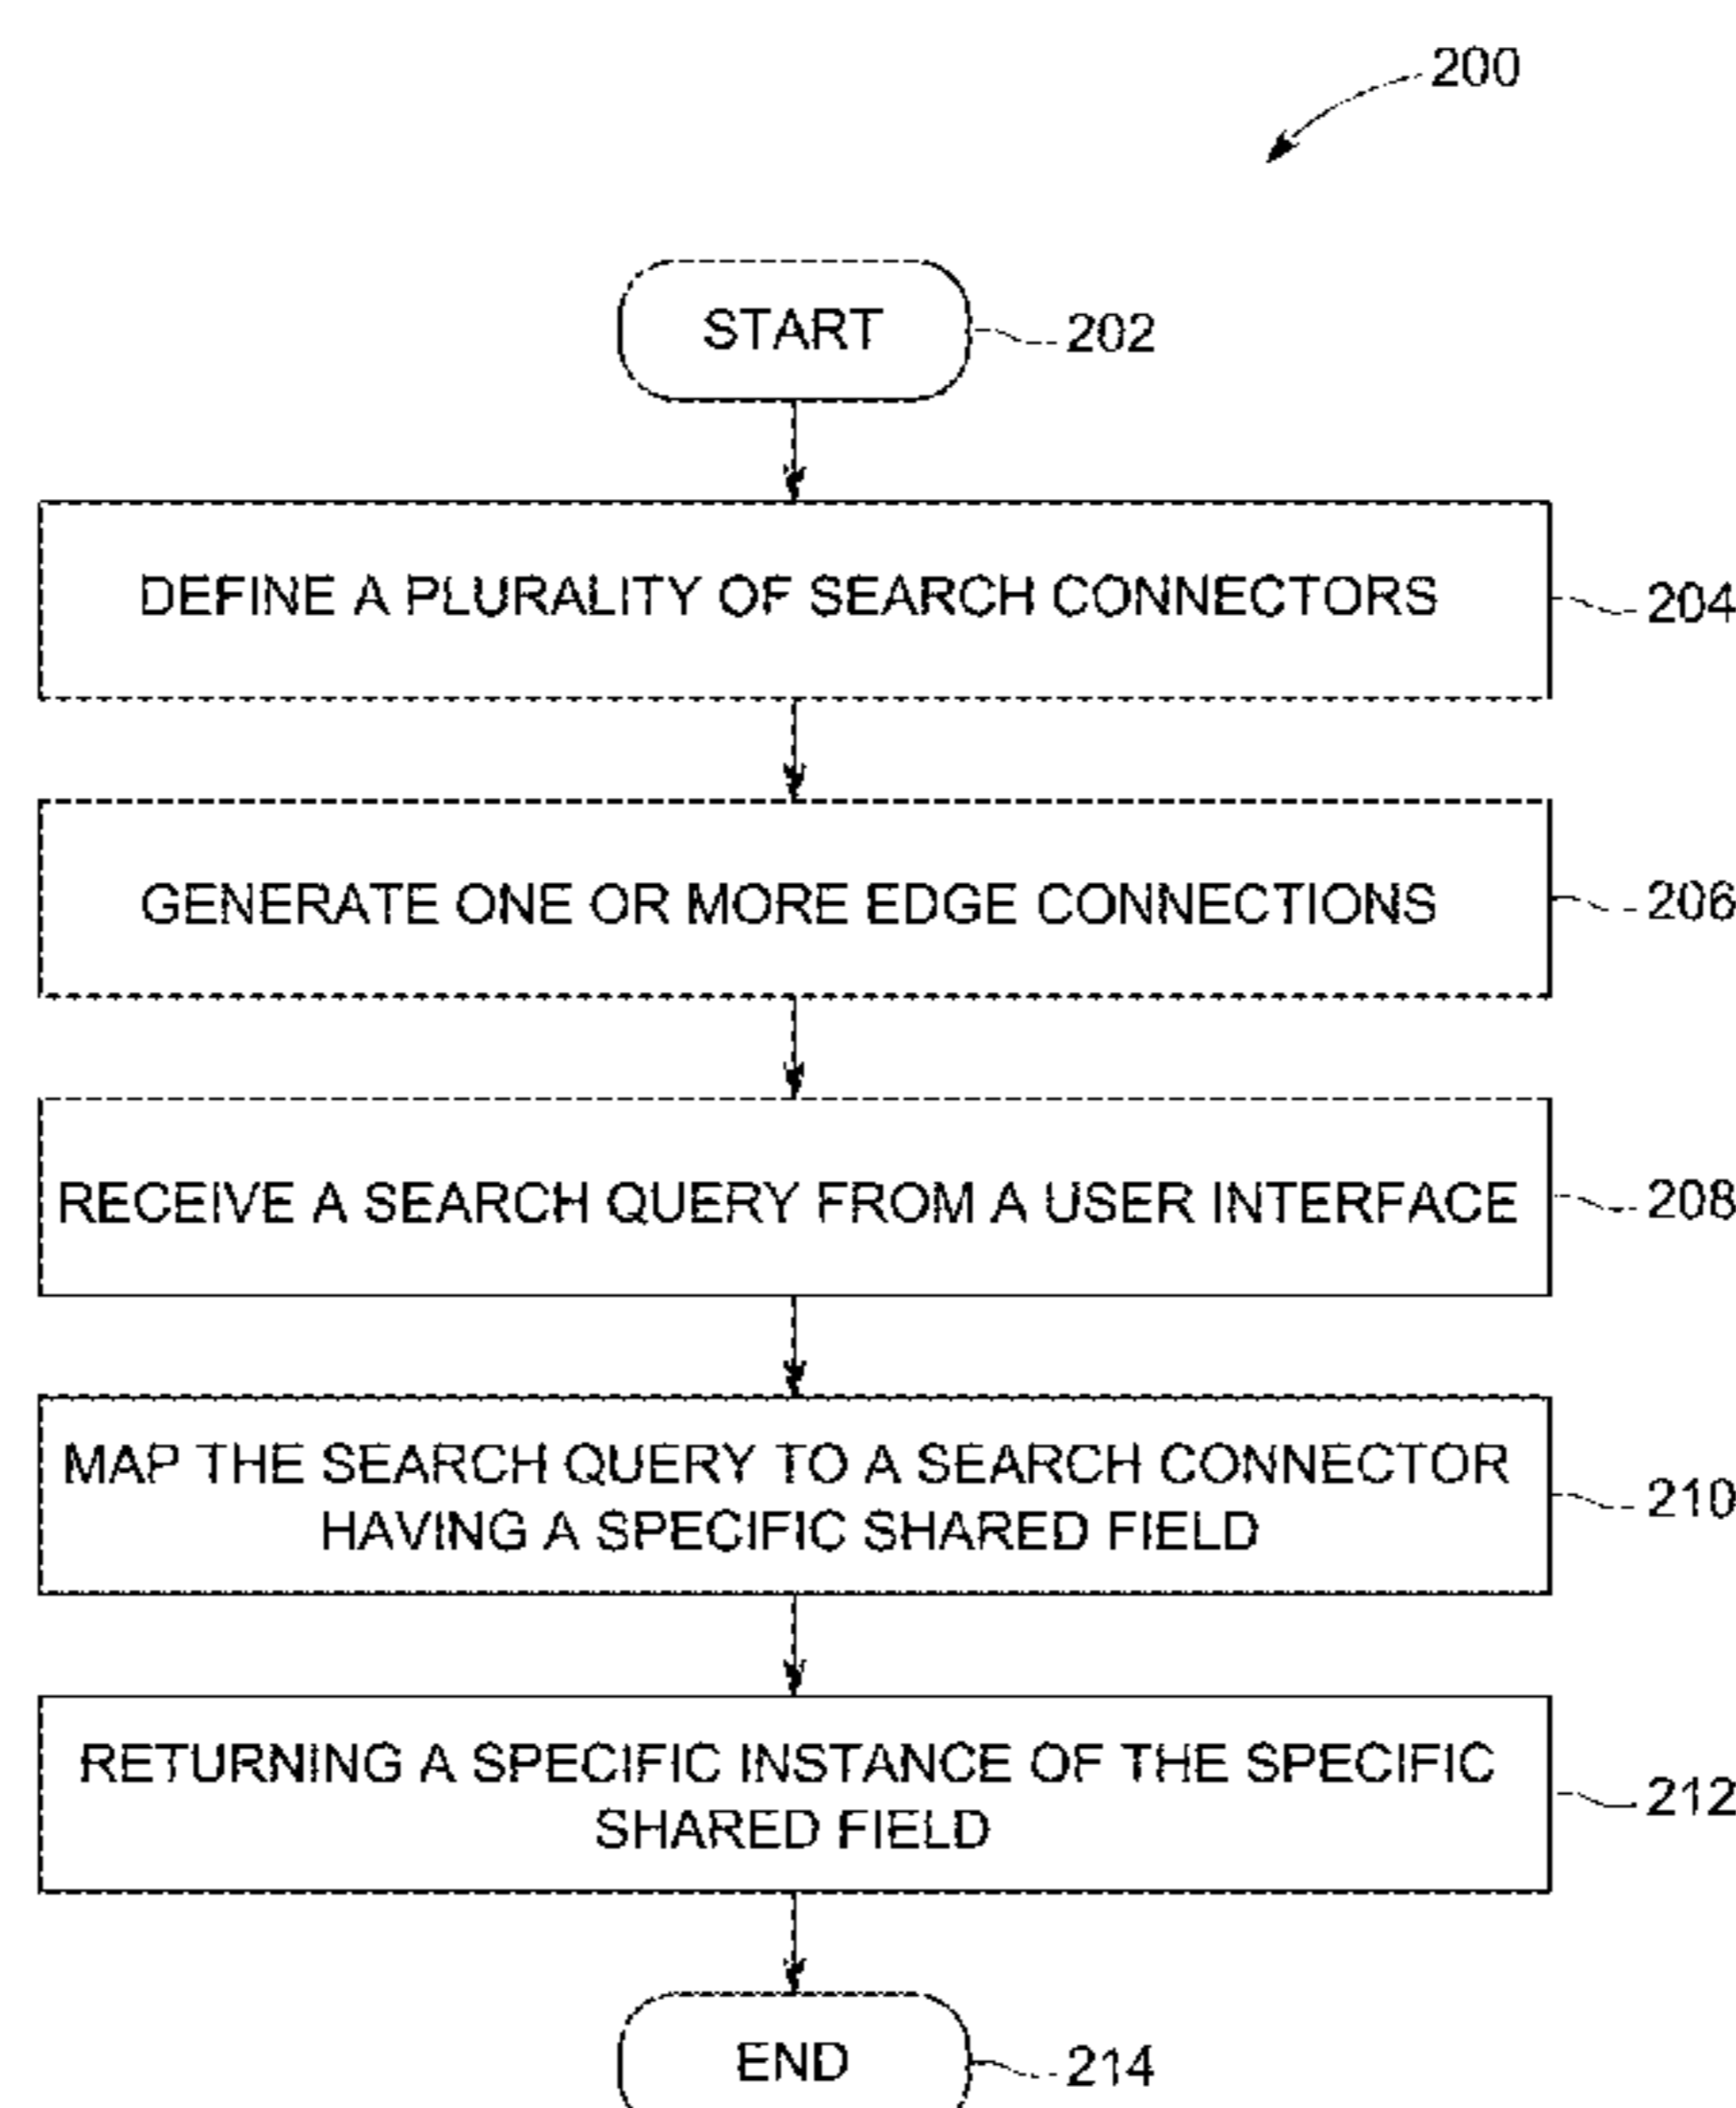 200
START
202
DEFINE A PLURALITY OF SEARCH CONNECTORS
204
GENERATE ONE OR MORE EDGE CONNECTIONS
206
RECEIVE A SEARCH QUERY FROM A USER INTERFACE
208
MAP THE SEARCH QUERY TO A SEARCH CONNECTOR
HAVING A SPECIFIC SHARED FIELD
210
RETURNING A SPECIFIC INSTANCE OF THE SPECIFIC
SHARED FIELD
212
END
214